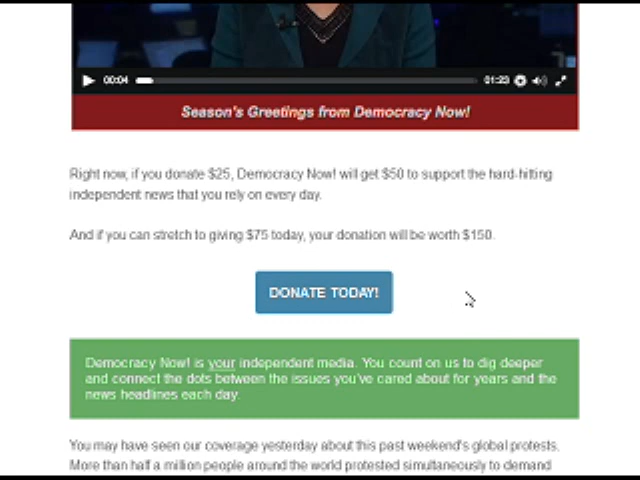 00:04 01:23
Season's Greetings from Democracy Now!
Right now, if you donate $25, Democracy Now! will get $50 to support the hard-hitting
independent news that you rely on every day.
And if you can stretch to giving $75 today, your donation will be worth $150.
DONATE TODAY!
Democracy Now! is your independent media. You count on us to dig deeper
and connect the dots between the issues you've cared about for years and the
news headlines each day.
You may have seen our coverage yesterday about this past weekend's global protests.
More than half a million people around the world protested simultaneously to demand